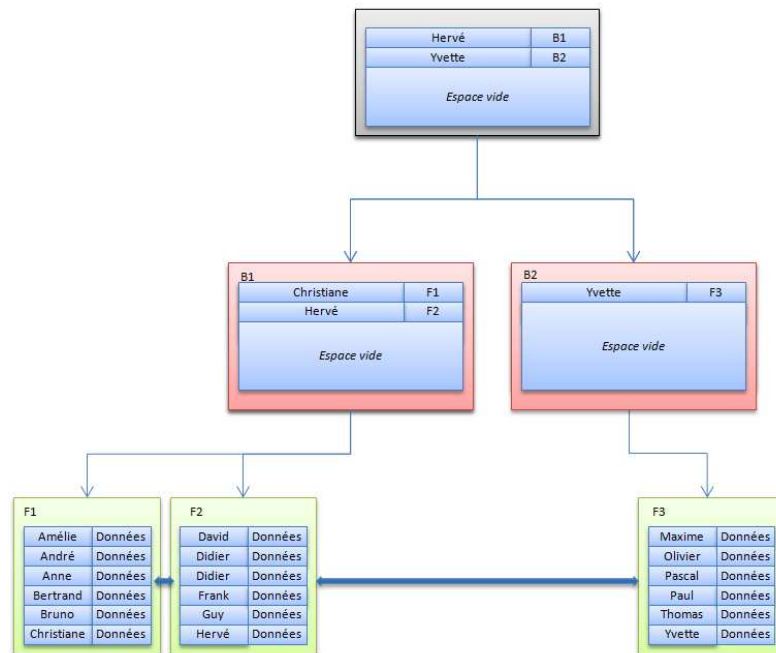 Hervé B1
Yvette B2
Espace vide
B1
Christiane F1
Hervé F2
Espace vide
B2
Yvette F3
Espace vide
F1
Amélie Données
André Données
Anne Données
Bertrand Données
Bruno Données
Christiane Données
F2
David Données
Didier Données
Didier Données
Frank Données
Guy Données
Hervé Données
F3
Maxime Données
Olivier Données
Pascal Données
Paul Données
Thomas Données
Yvette Données